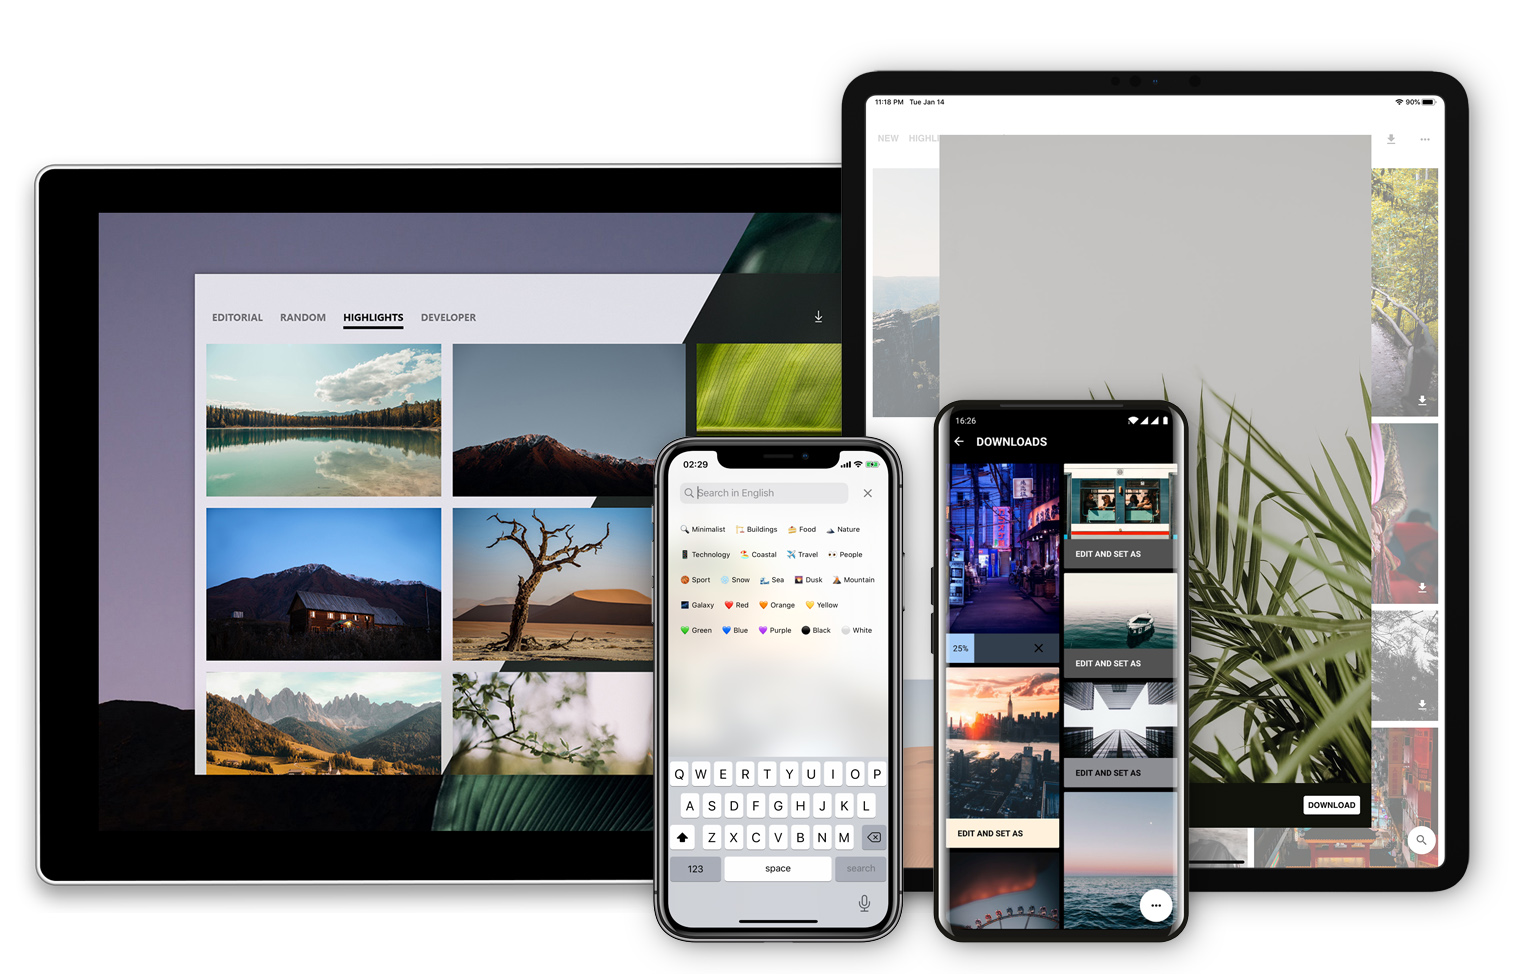 EDITORIAL RANDOM HIGHLIGHTS DEVELOPER
11:18 PM Tue Jan 14 90%
NEW
DOWNLOAD
02:29
Search in English
Minimalist Buildings Food Nature
Technology Coastal Travel People
Sport Snow Sea Dusk Mountain
Galaxy Red Orange Yellow
Green Blue Purple Black White
Q W E R T Y U I O P
A S D F G H J K L
Z X C V B N M
123 space search
16:26
DOWNLOADS
EDIT AND SET AS
25%
EDIT AND SET AS
EDIT AND SET AS
EDIT AND SET AS